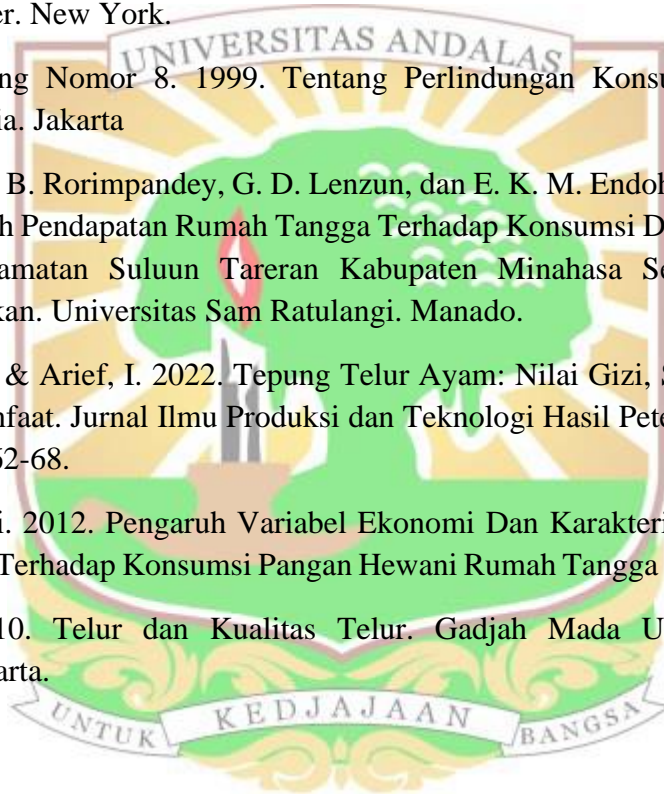 er. New York.
UNIVERSITAS ANDALAS
ng Nomor 8. 1999. Tentang Perlindungan Konsu
ia. Jakarta
B. Rorimpandey, G. D. Lenzun, dan E. K. M. Endoh
h Pendapatan Rumah Tangga Terhadap Konsumsi D
amatan Suluun Tareran Kabupaten Minahasa Se
kan. Universitas Sam Ratulangi. Manado.
& Arief, I. 2022. Tepung Telur Ayam: Nilai Gizi, S
nfaat. Jurnal Ilmu Produksi dan Teknologi Hasil Pete
62-68.
i. 2012. Pengaruh Variabel Ekonomi Dan Karakteri
Terhadap Konsumsi Pangan Hewani Rumah Tangga
10. Telur dan Kualitas Telur. Gadjah Mada U
arta.
UNTUK KEDJAJAAN BANGSA